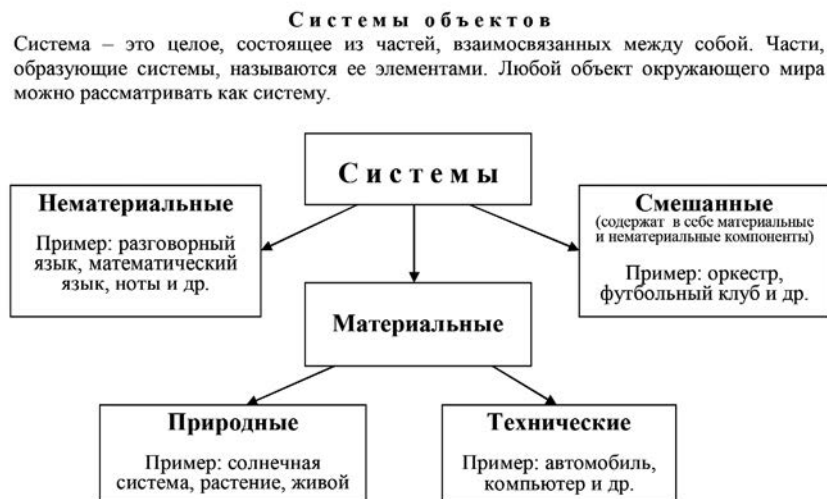 Системы объектов
Система – это целое, состоящее из частей, взаимосвязанных между собой. Части,
образующие системы, называются ее элементами. Любой объект окружающего мира
можно рассматривать как систему.
Системы
Нематериальные
Пример: разговорный
язык, математический
язык, ноты и др.
Смешанные
(содержат в себе материальные
и нематериальные компоненты)
Пример: оркестр,
футбольный клуб и др.
Материальные
Природные
Пример: солнечная
система, растение, живой
Технические
Пример: автомобиль,
компьютер и др.